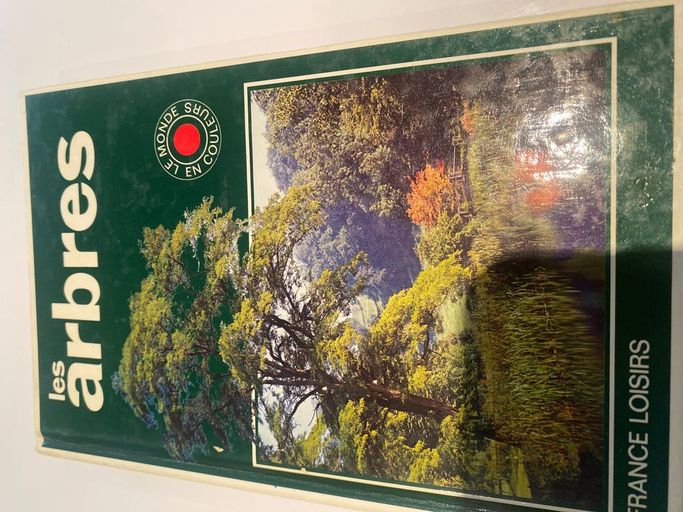 les
arbres
LE MONDE
EN COULEURS
FRANCE LOISIRS